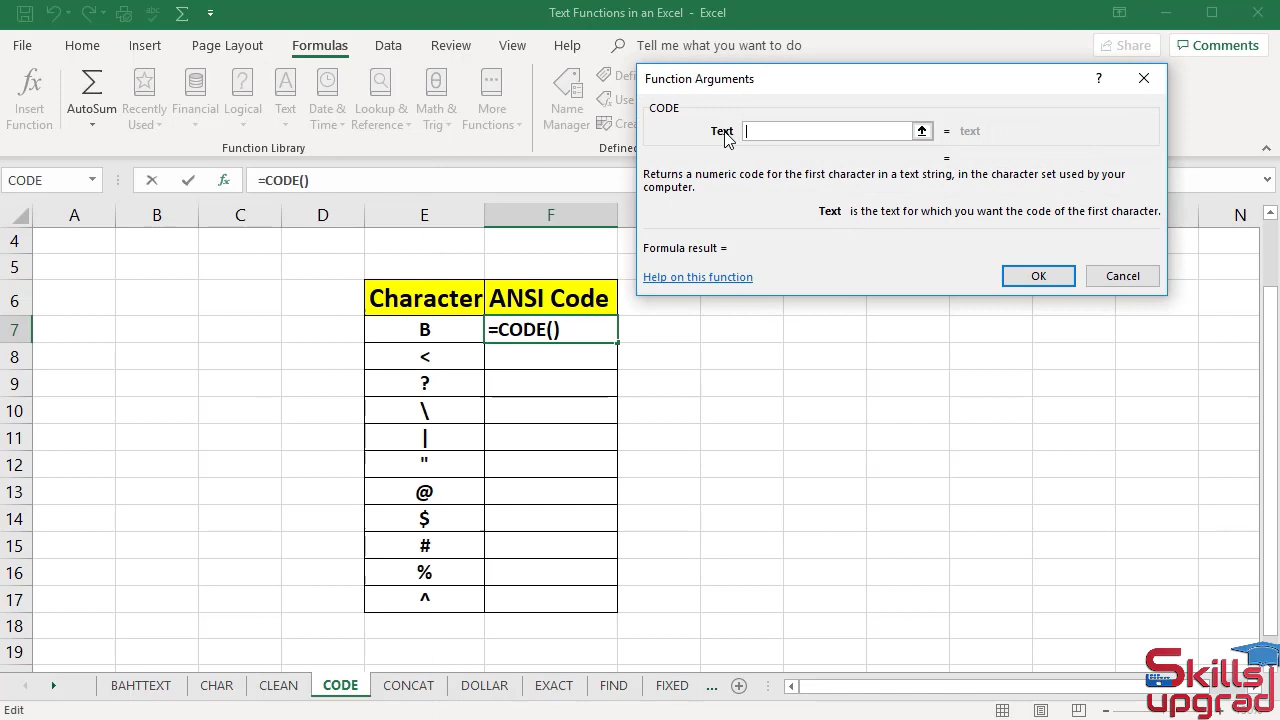 Text Functions in an Excel - Excel
File Home Insert Page Layout Formulas Data Review View Help Tell me what you want to do Share Comments
Insert Function
AutoSum
Recently Used
Financial
Logical
Text
Date & Time
Lookup & Reference
Math & Trig
More Functions
Function Library
Name Manager
Defi
Use
Crea
Define
Function Arguments ?
CODE
Text = text
=
Returns a numeric code for the first character in a text string, in the character set used by your
computer.
Text is the text for which you want the code of the first character.
Formula result =
Help on this function OK Cancel
CODE fx =CODE()
A B C D E F N
4
5
6 Character ANSI Code
7 B =CODE()
8 <
9 ?
10 \
11 |
12 "
13 @
14 $
15 #
16 %
17 ^
18
19
BAHTTEXT CHAR CLEAN CODE CONCAT DOLLAR EXACT FIND FIXED ...
Edit
Skills
upgrad